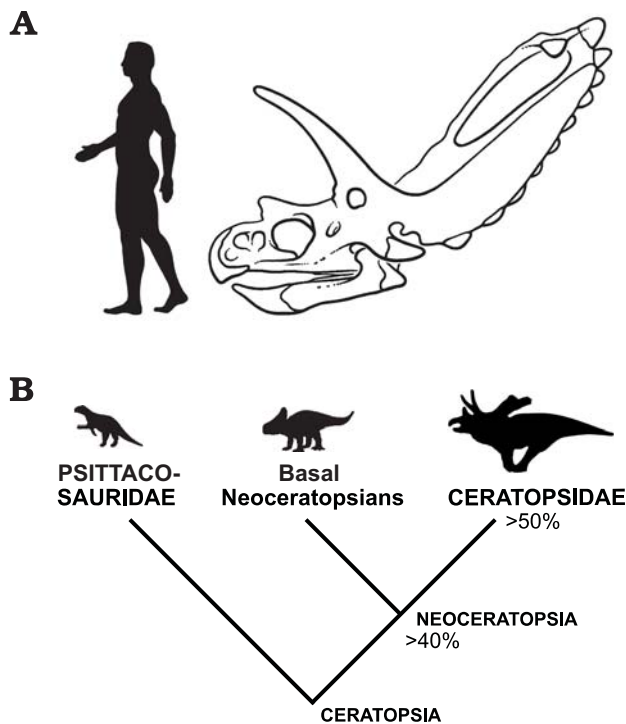 A
B
PSITTACO-
SAURIDAE
Basal
Neoceratopsians
CERATOPSIDAE
>50%
NEOCERATOPSIA
>40%
CERATOPSIA